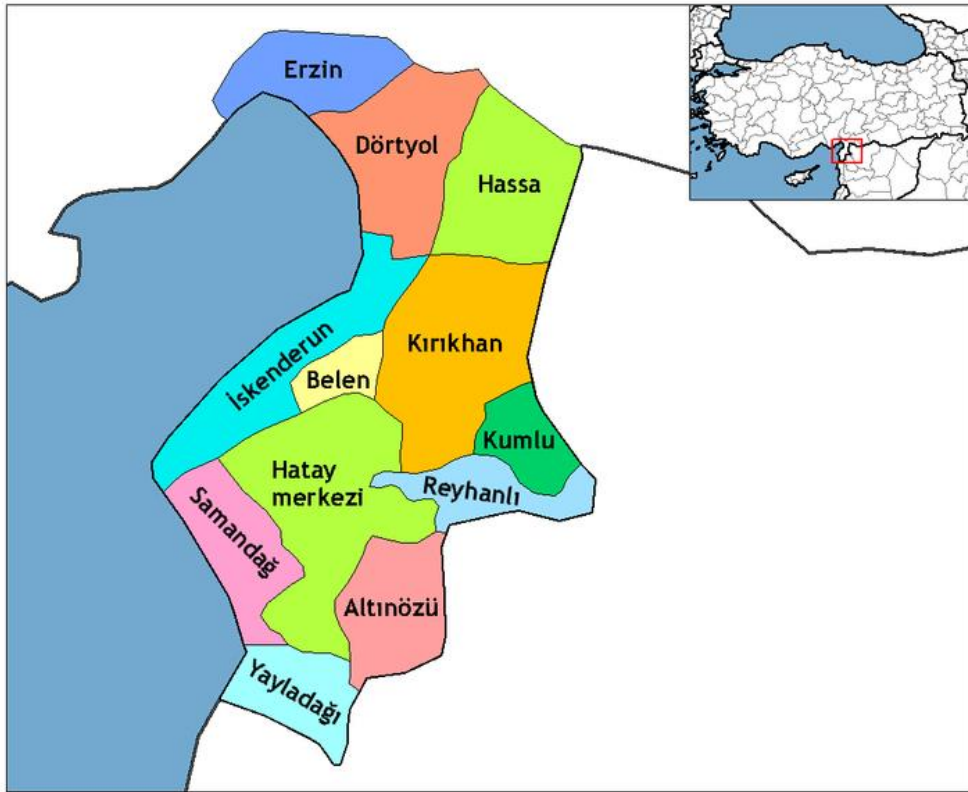 Erzin
Dörtyol
Hassa
İskenderun
Kırıkhan
Belen
Kumlu
Hatay
merkezi
Reyhanlı
Samandağ
Altınözü
Yayladağı